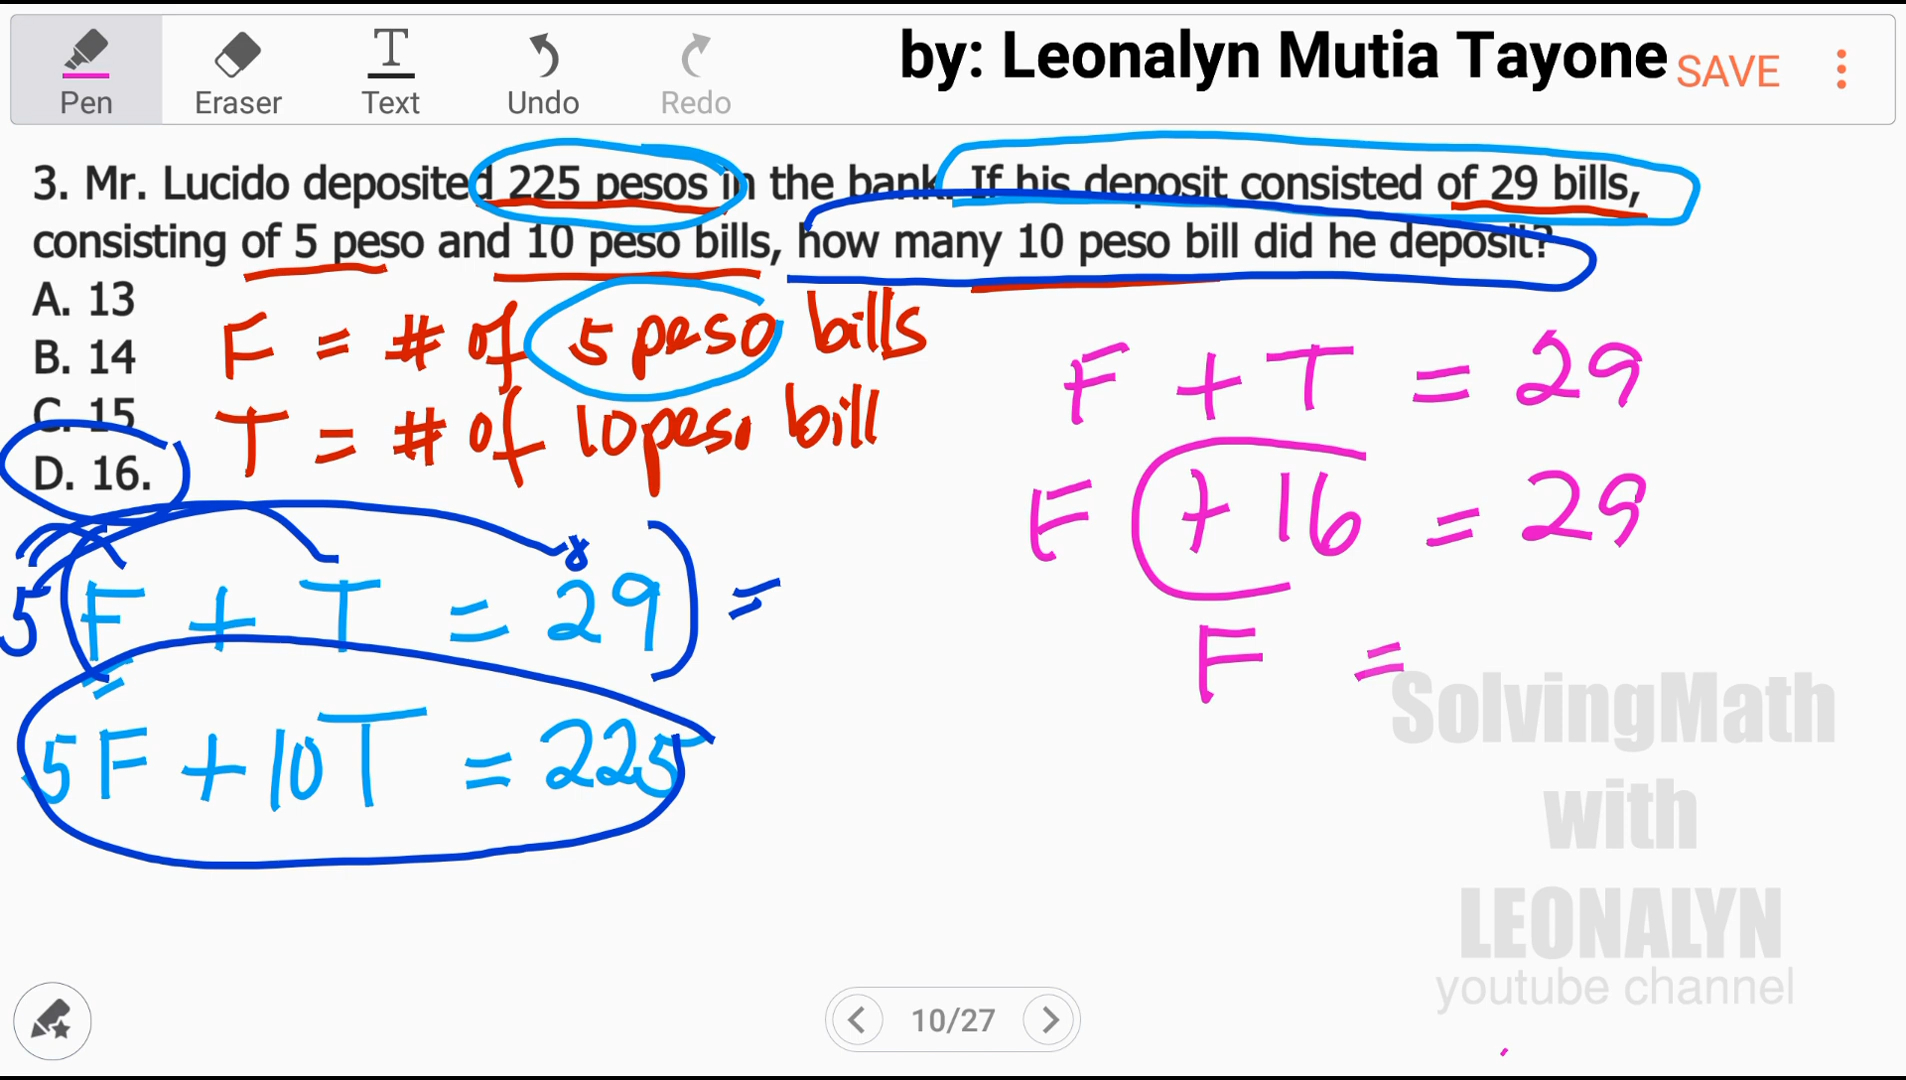 Pen
Eraser
Text
Undo
Redo
by: Leonalyn Mutia Tayone
SAVE
3. Mr. Lucido deposited 225 pesos in the bank. If his deposit consisted of 29 bills,
consisting of 5 peso and 10 peso bills, how many 10 peso bill did he deposit?
A. 13
B. 14
C. 15
D. 16.
F = # of 5 peso bills
T = # of 10 peso bill
5(F + T = 29) =
5F + 10T = 225
F + T = 29
F + 16 = 29
F =
SolvingMath
with
LEONALYN
youtube channel
10/27